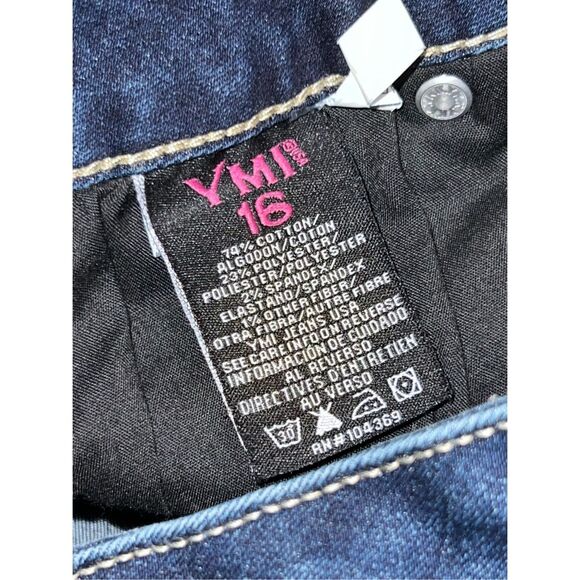 YMI
16
74% COTTON/
ALGODON/COTON
23% POLYESTER/
POLIESTER/POLYESTER
2% SPANDEX/
ELASTANO/SPANDEX
1% OTHER FIBER/
OTRA FIBRA/AUTRE FIBRE
YMI JEANS USA
SEE CARE INFO ON REVERSE
INFORMACIÓN DE CUIDADO
AL REVERSO
DIRECTIVES D'ENTRETIEN
AU VERSO
30
RN#104369